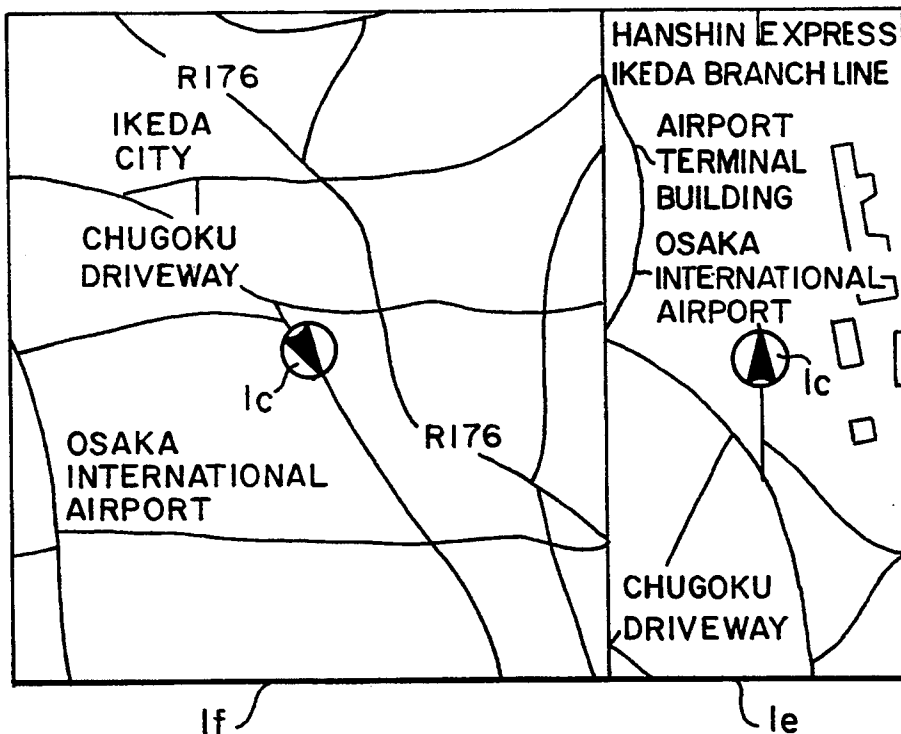 R176
IKEDA
CITY
CHUGOKU
DRIVEWAY
1c
OSAKA
INTERNATIONAL
AIRPORT
R176
HANSHIN EXPRESS
IKEDA BRANCH LINE
AIRPORT
TERMINAL
BUILDING
OSAKA
INTERNATIONAL
AIRPORT
1c
CHUGOKU
DRIVEWAY
1f
1e